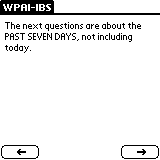 WPAI-IBS
The next questions are about the
PAST SEVEN DAYS, not including
today.